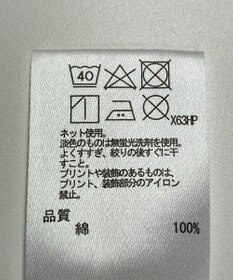 40
X63HP
ネット使用。
淡色のものは無蛍光洗剤を使用。
よくすすぎ、絞りの後すぐに干
すこと。
プリントや装飾のあるものは、
プリント、装飾部分のアイロン
禁止。
品質
綿 100%